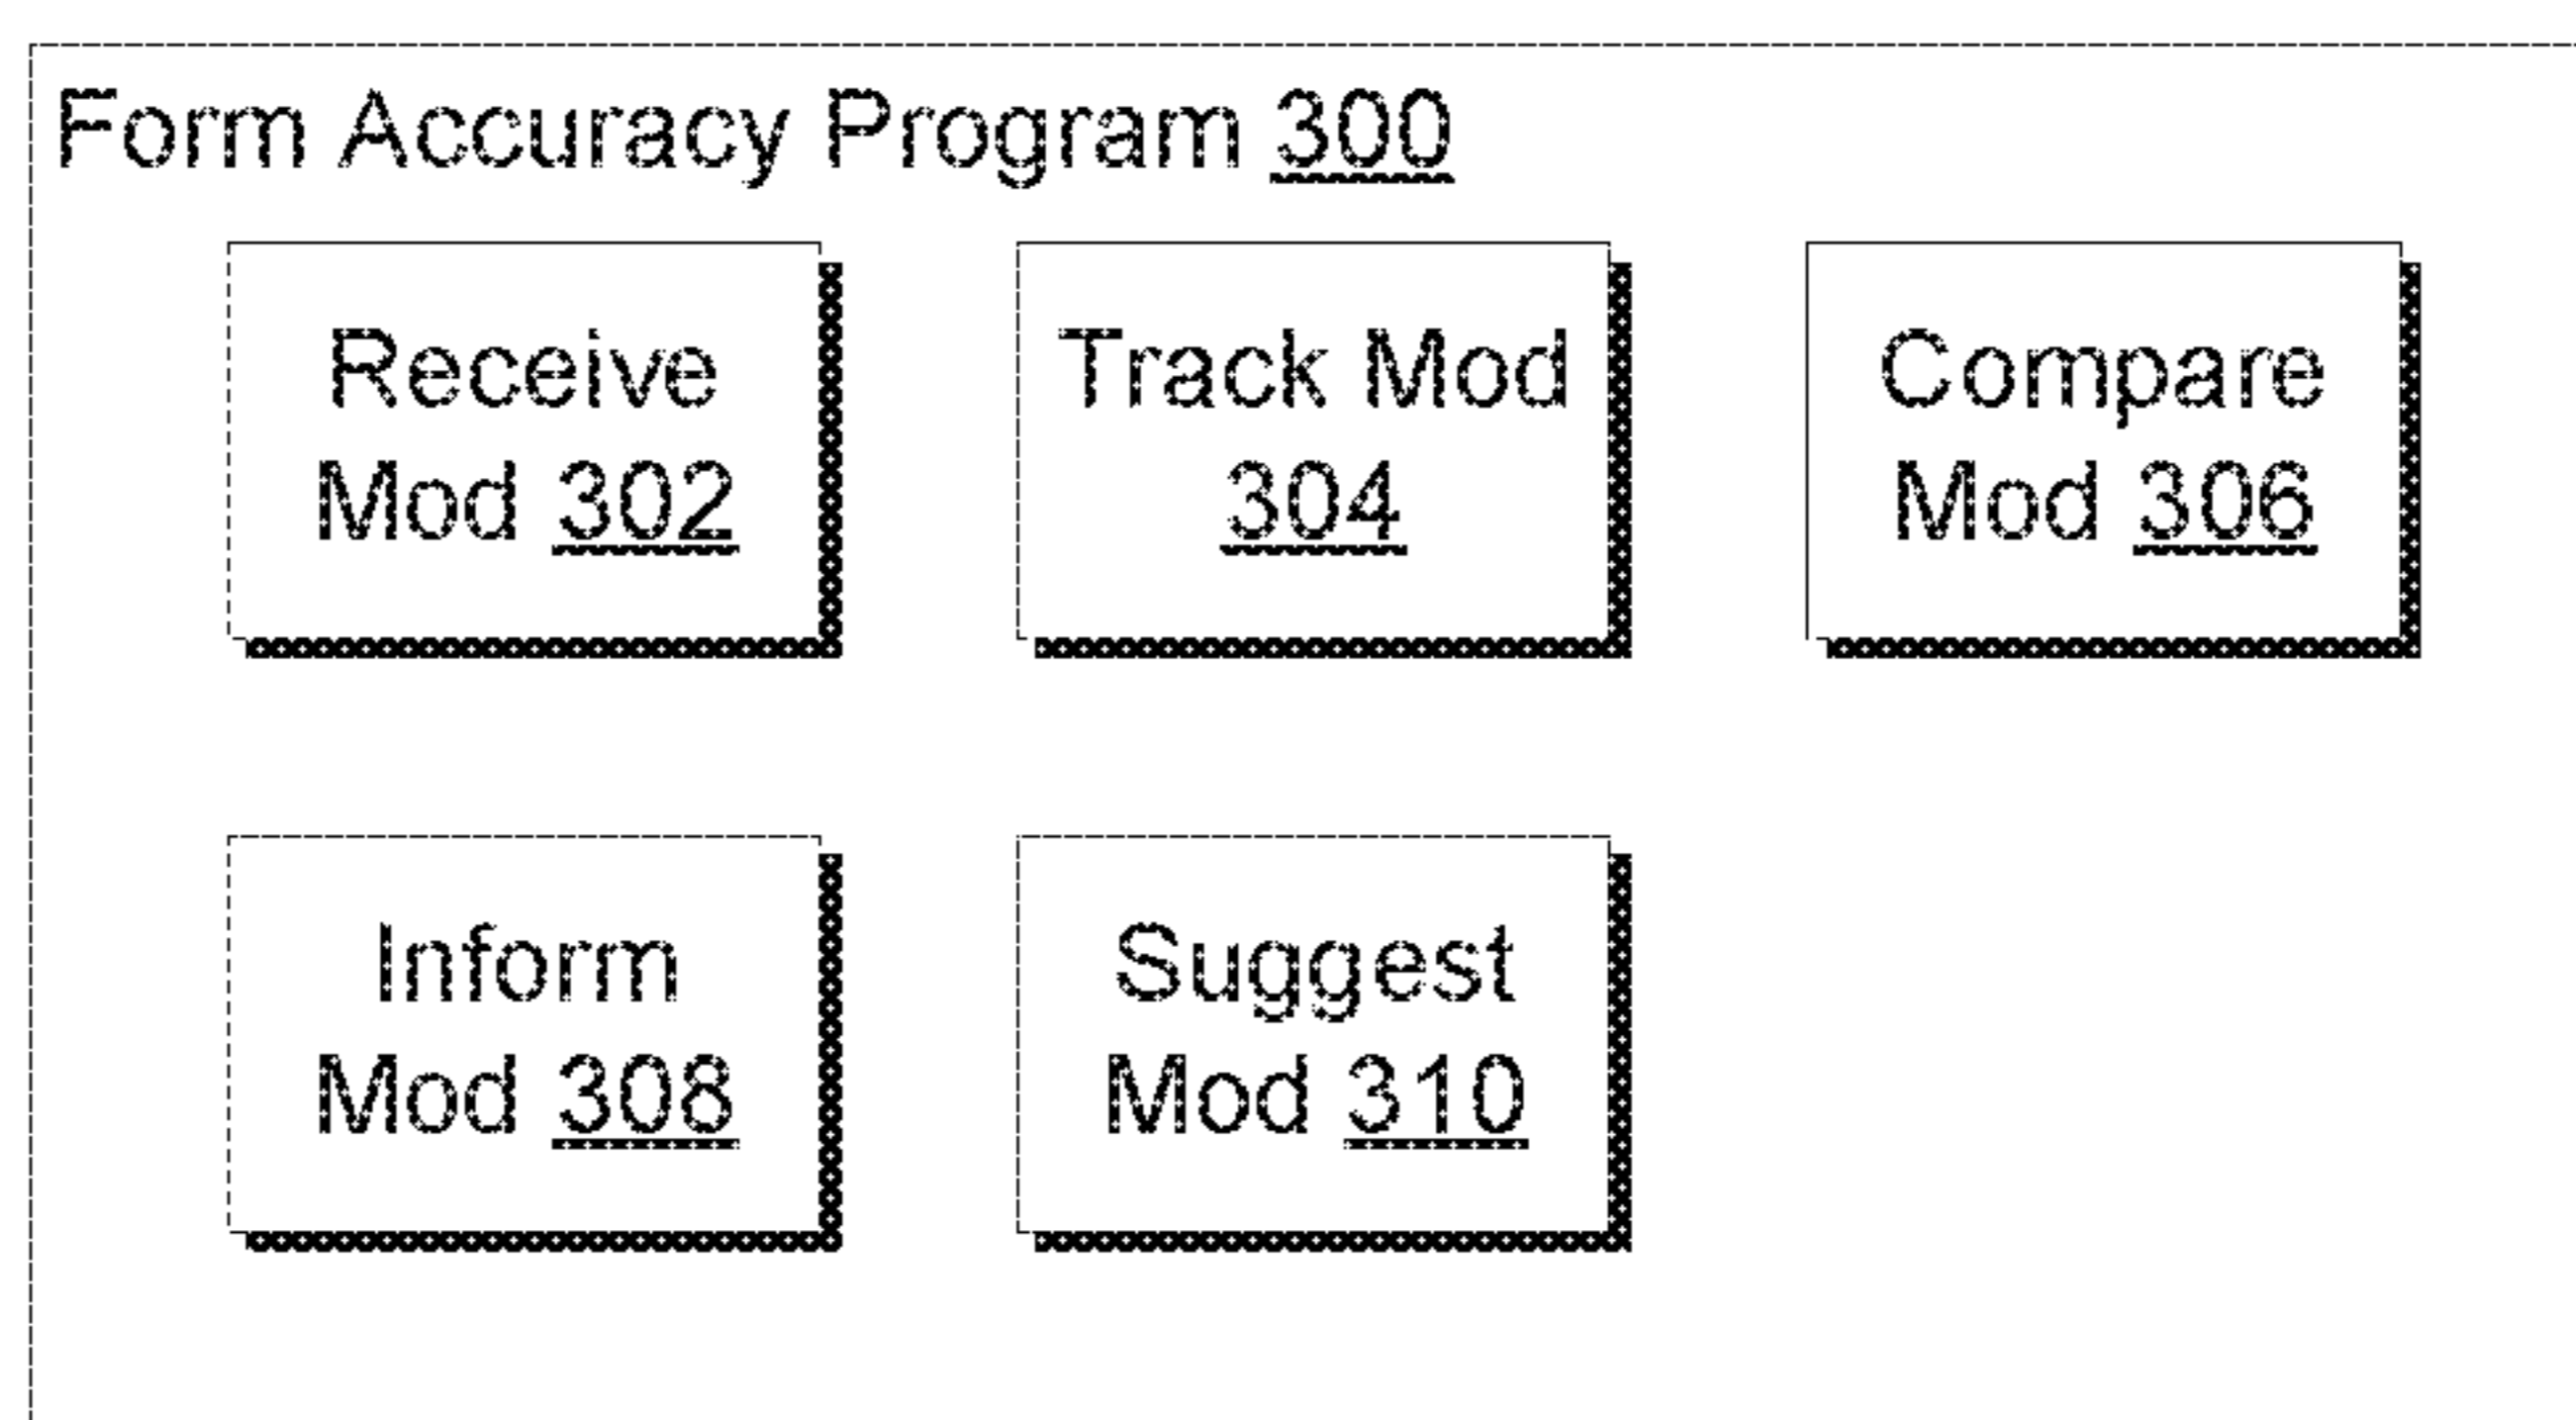 Form Accuracy Program 300
Receive
Mod 302
Track Mod
304
Compare
Mod 306
Inform
Mod 308
Suggest
Mod 310